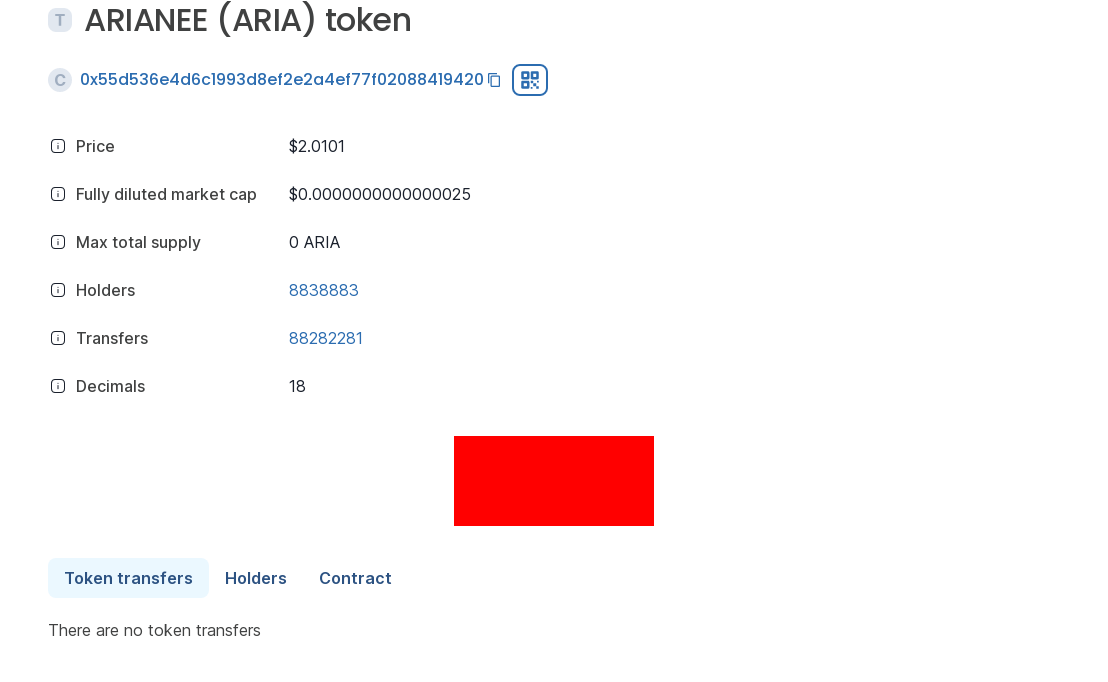 T ARIANEE (ARIA) token
C 0x55d536e4d6c1993d8ef2e2a4ef77f02088419420
Price $2.0101
Fully diluted market cap $0.0000000000000025
Max total supply 0 ARIA
Holders 8838883
Transfers 88282281
Decimals 18
Token transfers Holders Contract
There are no token transfers